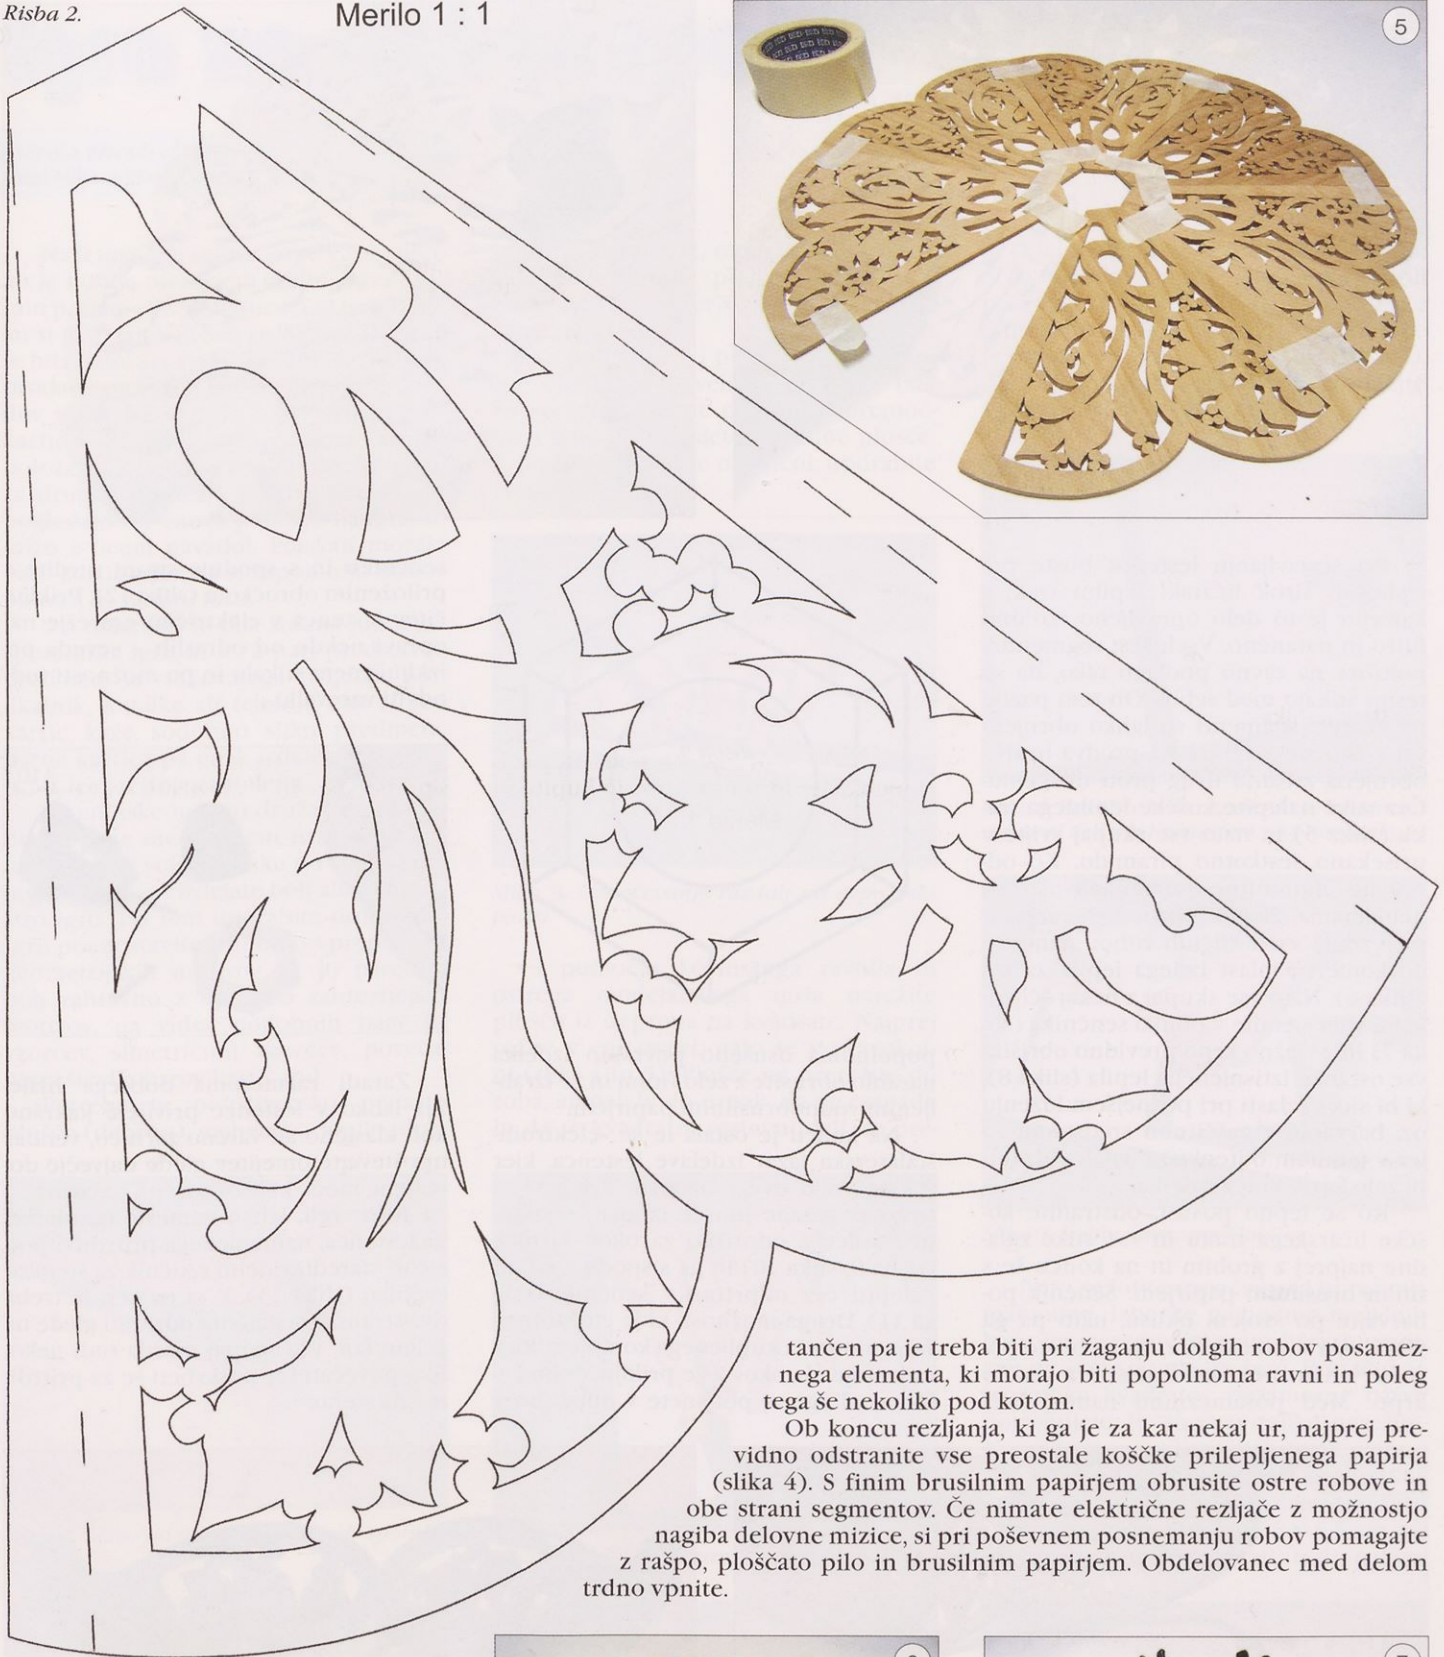 Risba 2.
Merilo 1 : 1
5
tančen pa je treba biti pri žaganju dolgih robov posamez-
nega elementa, ki morajo biti popolnoma ravni in poleg
tega še nekoliko pod kotom.
Ob koncu rezljanja, ki ga je za kar nekaj ur, najprej pre-
vidno odstranite vse preostale koščke prilepljenega papirja
(slika 4). S finim brusilnim papirjem obrusite ostre robove in
obe strani segmentov. Če nimate električne rezljače z možnostjo
nagiba delovne mizice, si pri poševnem posnemanju robov pomagajte
z rašpo, ploščato pilo in brusilnim papirjem. Obdelovanec med delom
trdno vpnite.